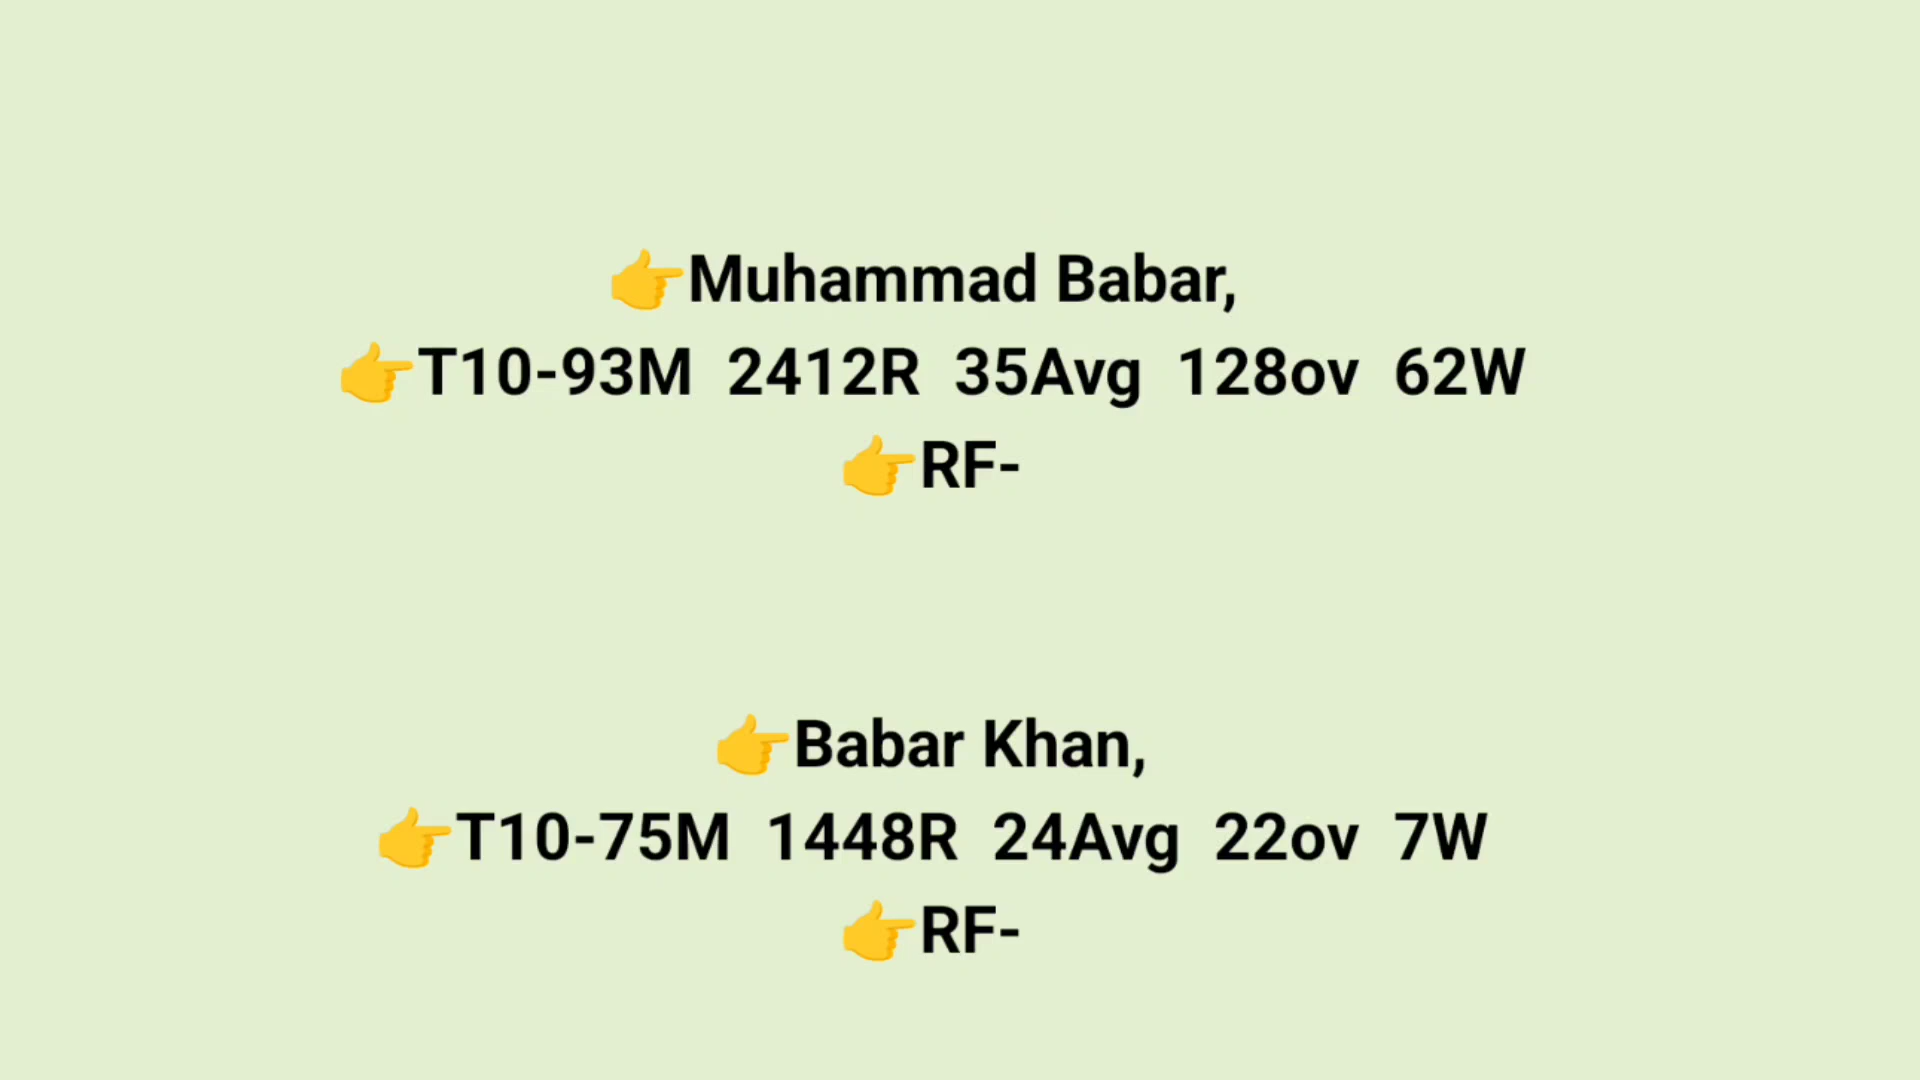 👉Muhammad Babar,
👉T10-93M 2412R 35Avg 128ov 62W
👉RF-
👉Babar Khan,
👉T10-75M 1448R 24Avg 22ov 7W
👉RF-